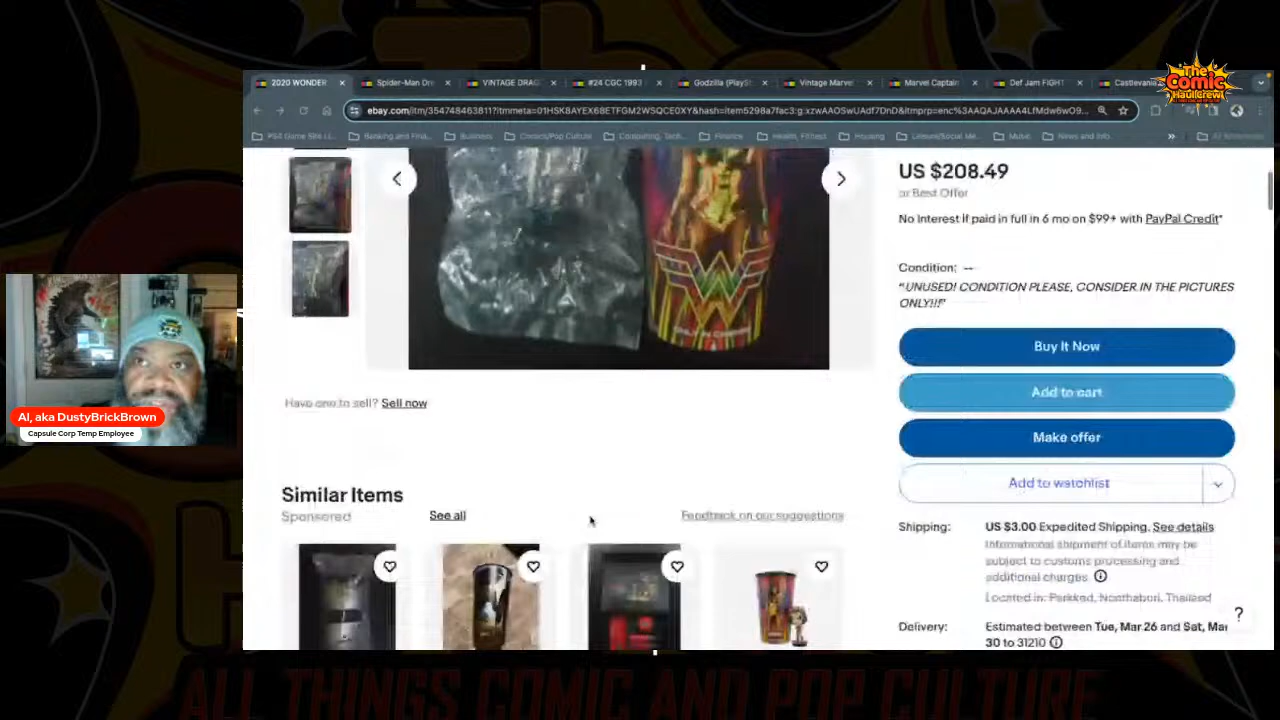 The
Comic
Haul Crew!
2020 WONDER
Spider-Man Dre
VINTAGE DRAG
#24 CGC 1993
Godzilla (PlaySt
Vintage Marve
Marvel Captain
Def Jam FIGHT
Castlevania
US $208.49
or Best Offer
No Interest if paid in full in 6 mo on $99+ with PayPal Credit*
Condition: --
"UNUSED! CONDITION PLEASE, CONSIDER IN THE PICTURES
ONLY!!!"
Buy It Now
Add to cart
Make offer
Add to watchlist
Have one to sell? Sell now
Similar Items
Sponsored
See all
Feedback on our suggestions
Shipping: US $3.00 Expedited Shipping. See details
International shipment of items may be
subject to customs processing and
additional charges.
Located in: Parkkad, Nonthaburi, Thailand
Delivery: Estimated between Tue, Mar 26 and Sat, Mar
30 to 31210
?
AI, aka DustyBrickBrown
Capsule Corp Temp Employee
ALL THINGS COMIC AND POP CULTURE